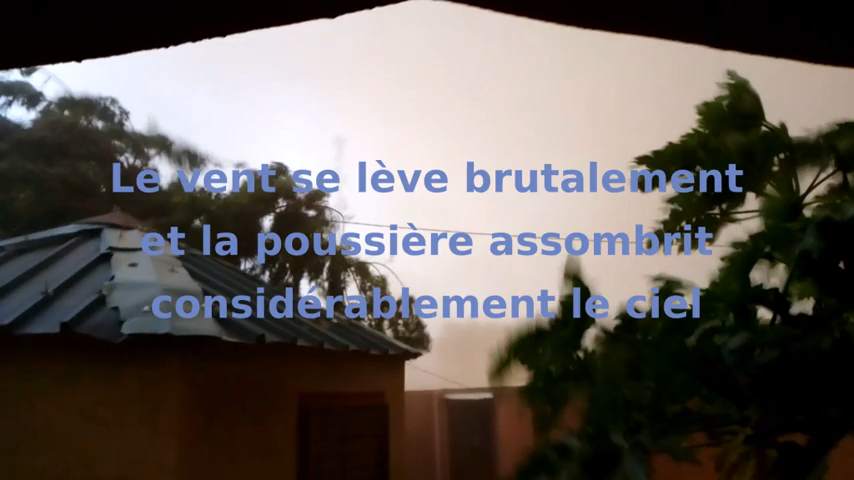 Le vent se lève brutalement
et la poussière assombrit
considérablement le ciel